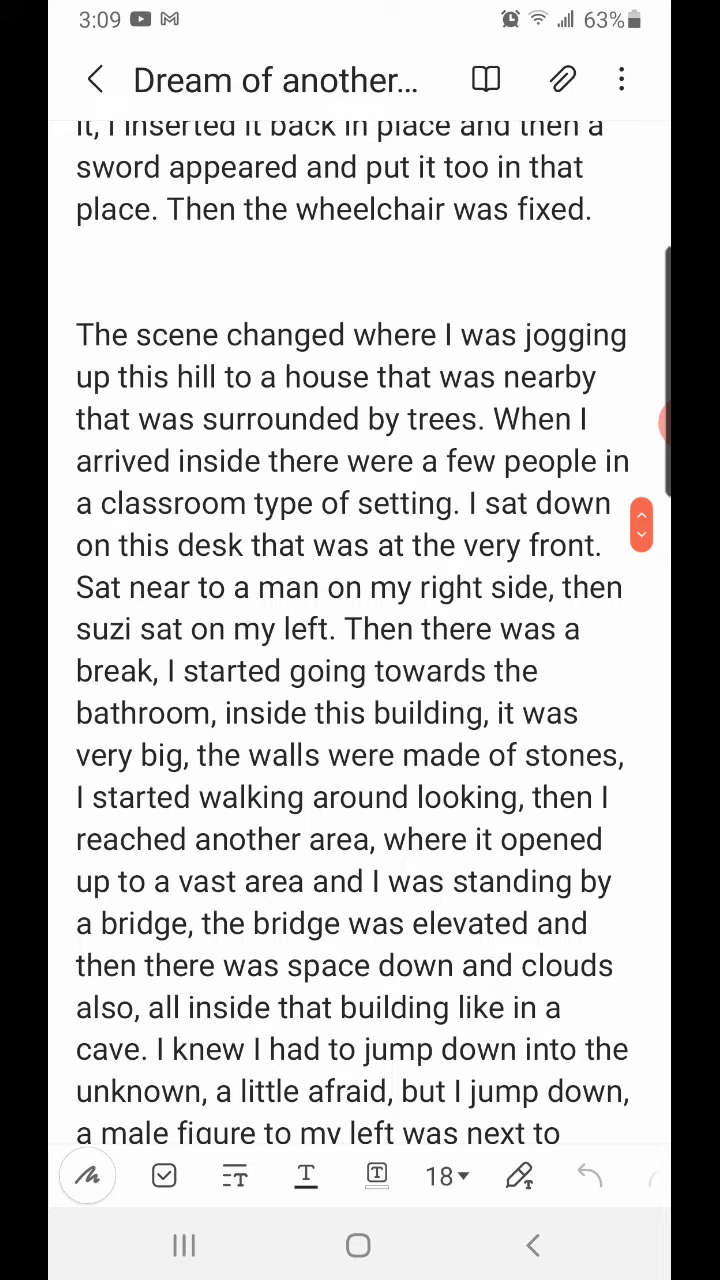 3:09
63%
Dream of another...
it, I inserted it back in place and then a
sword appeared and put it too in that
place. Then the wheelchair was fixed.
The scene changed where I was jogging
up this hill to a house that was nearby
that was surrounded by trees. When I
arrived inside there were a few people in
a classroom type of setting. I sat down
on this desk that was at the very front.
Sat near to a man on my right side, then
suzi sat on my left. Then there was a
break, I started going towards the
bathroom, inside this building, it was
very big, the walls were made of stones,
I started walking around looking, then I
reached another area, where it opened
up to a vast area and I was standing by
a bridge, the bridge was elevated and
then there was space down and clouds
also, all inside that building like in a
cave. I knew I had to jump down into the
unknown, a little afraid, but I jump down,
a male figure to my left was next to
18